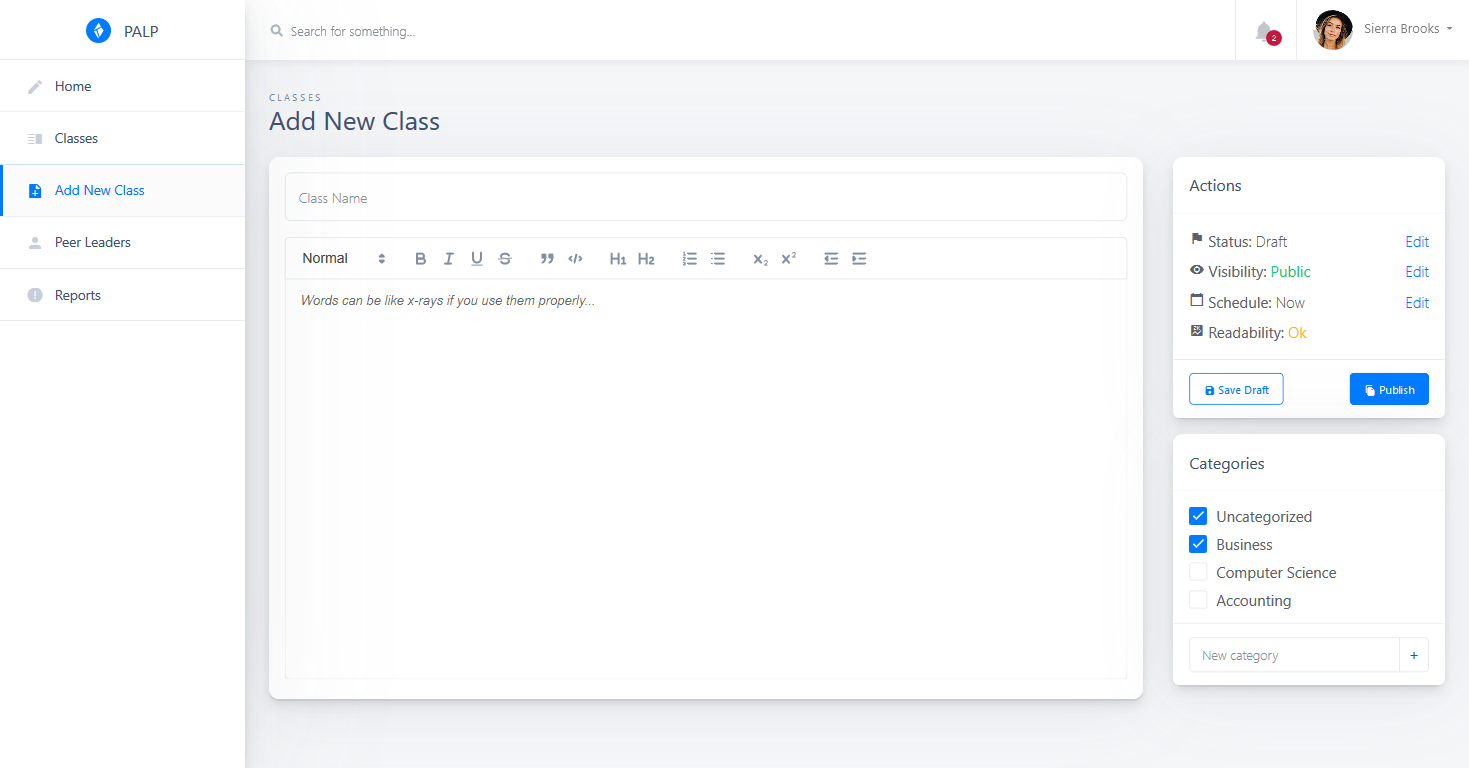 PALP
Search for something...
2
Sierra Brooks
Home
Classes
Add New Class
Peer Leaders
Reports
CLASSES
Add New Class
Class Name
Normal B I U S H1 H2 X2 X2
Words can be like x-rays if you use them properly...
Actions
Status: Draft Edit
Visibility: Public Edit
Schedule: Now Edit
Readability: Ok
Save Draft Publish
Categories
Uncategorized
Business
Computer Science
Accounting
New category +